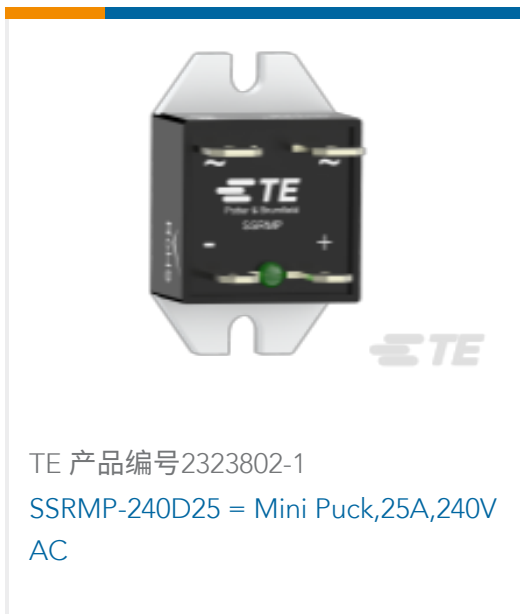 ~ ~
TE
Potter & Brumfield
SSRMP
- +
RoHS
TE
TE 产品编号2323802-1
SSRMP-240D25 = Mini Puck,25A,240V
AC